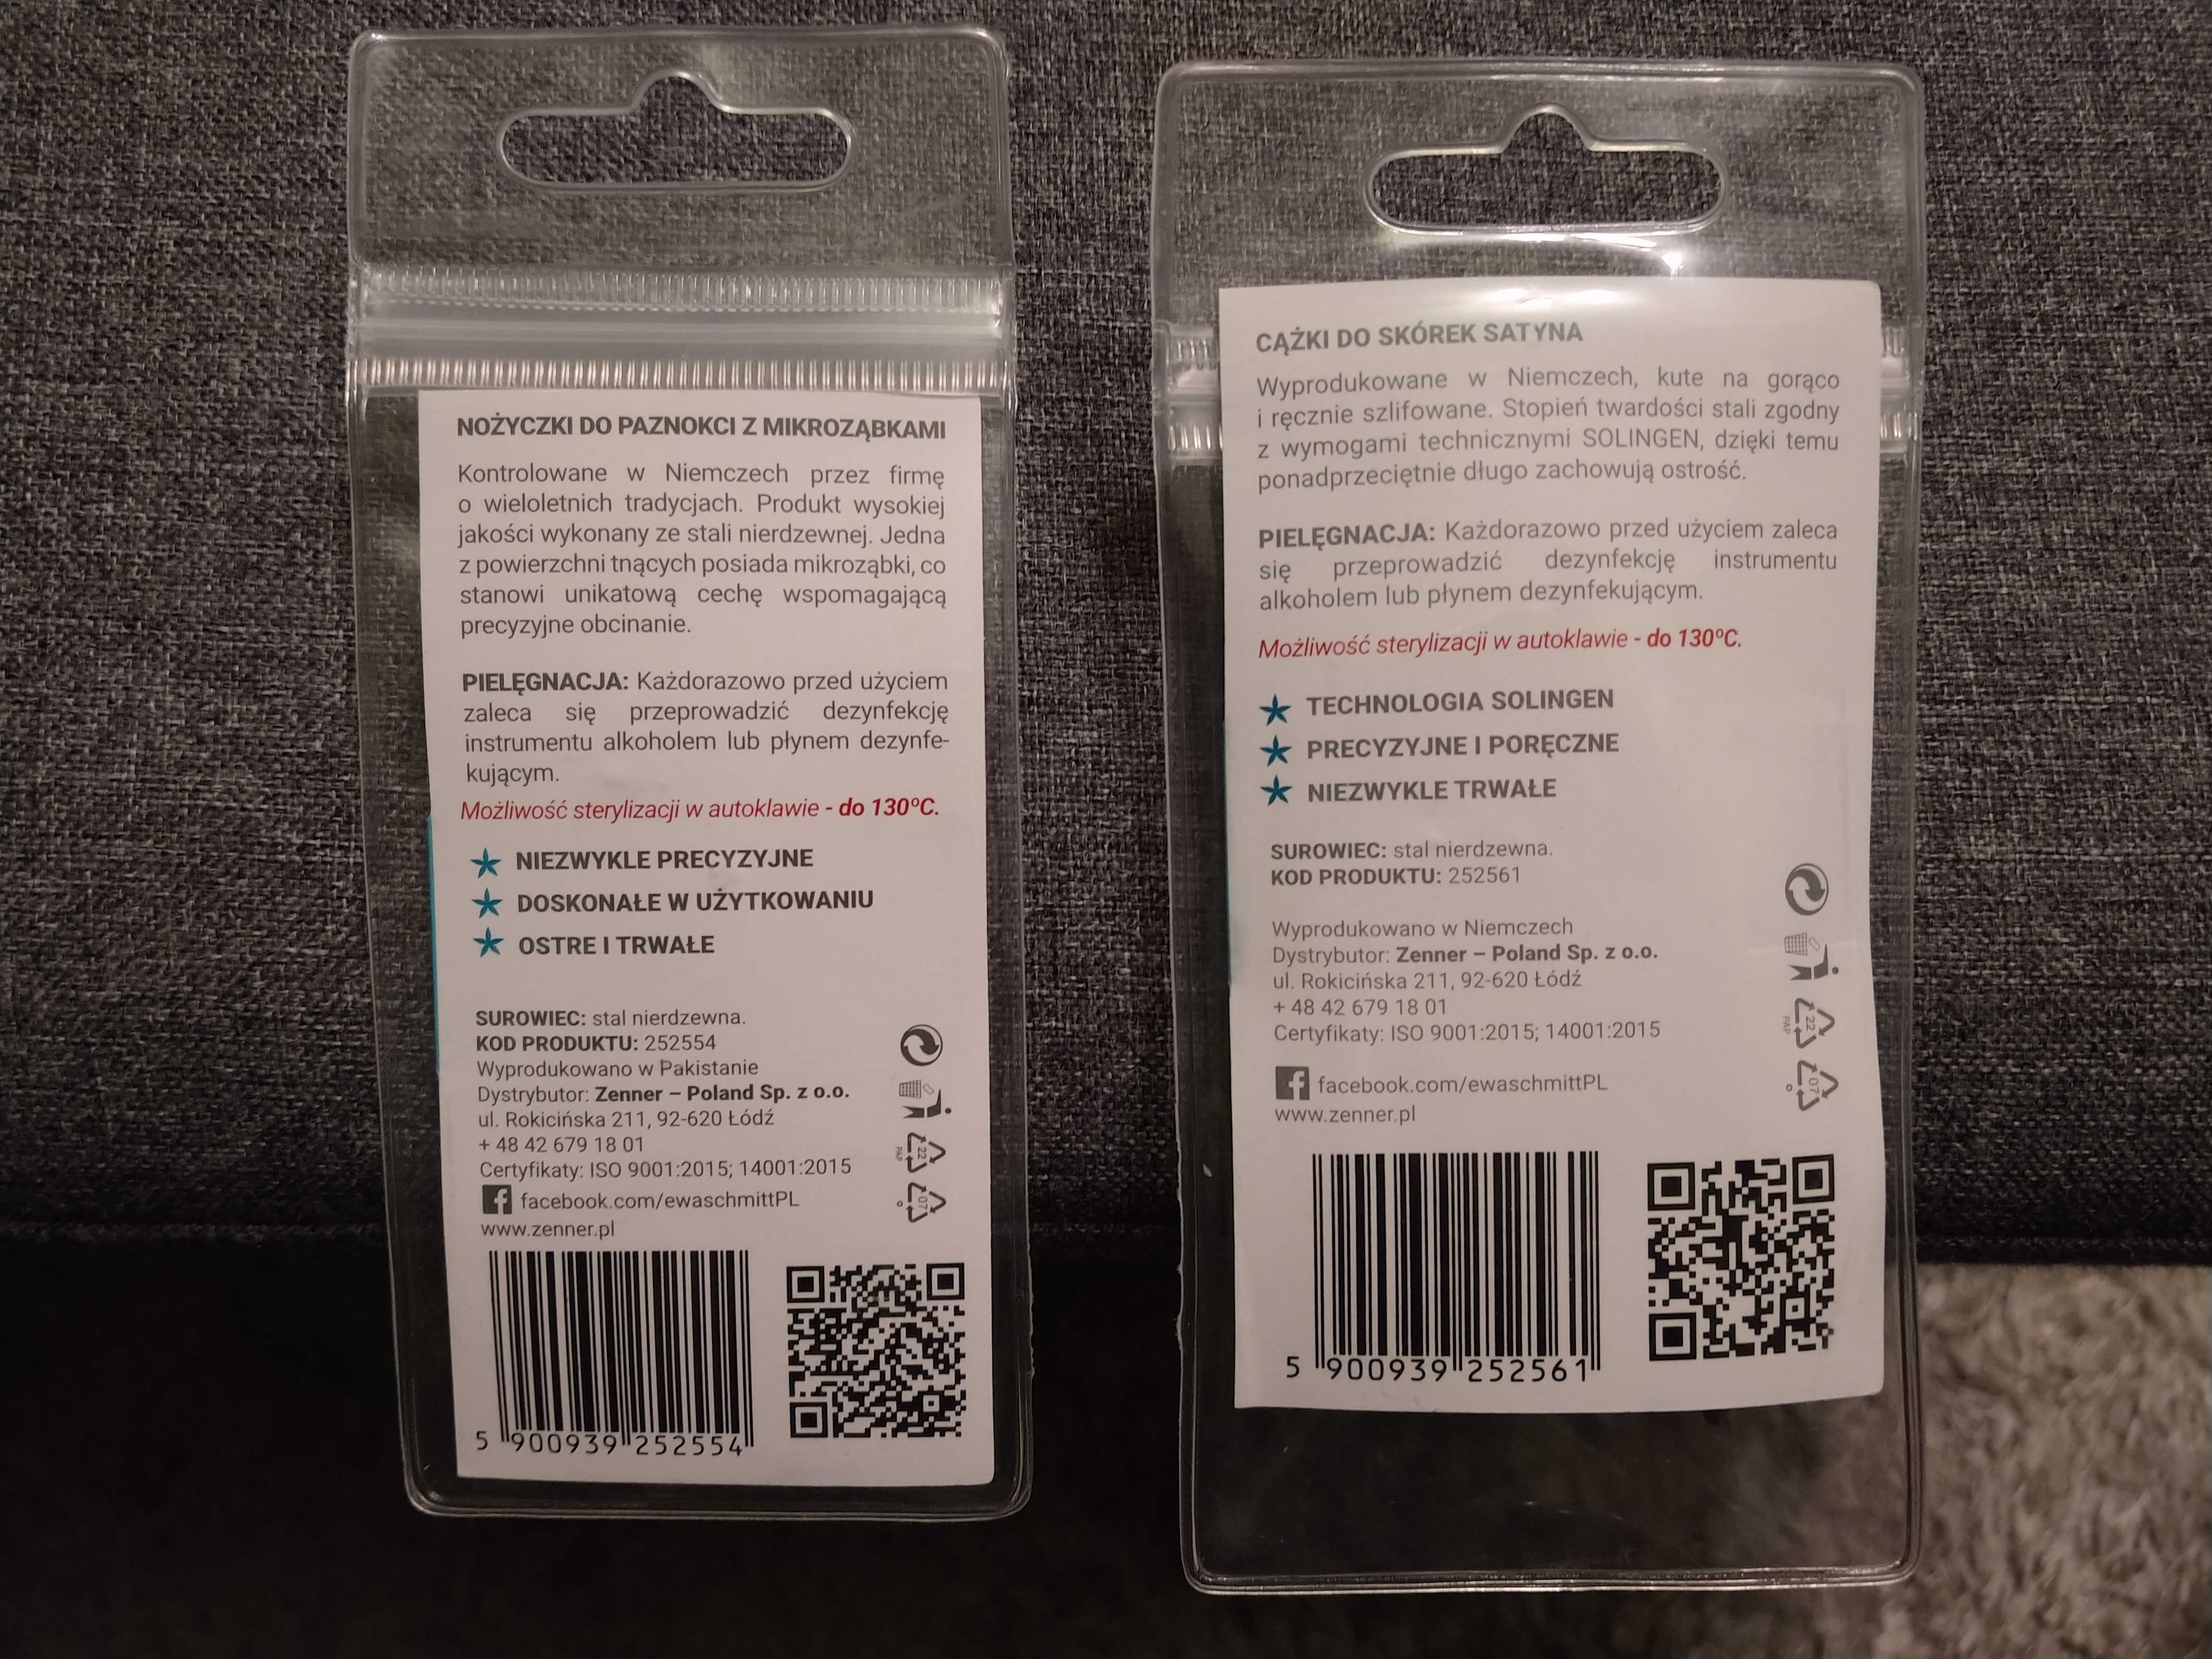 NOŻYCZKI DO PAZNOKCI Z MIKROZĄBKAMI
Kontrolowane w Niemczech przez firmę
o wieloletnich tradycjach. Produkt wysokiej
jakości wykonany ze stali nierdzewnej. Jedna
z powierzchni tnących posiada mikroząbki, co
stanowi unikatową cechę wspomagającą
precyzyjne obcinanie.
PIELĘGNACJA: Każdorazowo przed użyciem
zaleca się przeprowadzić dezynfekcję
instrumentu alkoholem lub płynem dezynfe-
kującym.
Możliwość sterylizacji w autoklawie - do 130ºC.
NIEZWYKLE PRECYZYJNE
DOSKONAŁE W UŻYTKOWANIU
OSTRE I TRWAŁE
SUROWIEC: stal nierdzewna.
KOD PRODUKTU: 252554
Wyprodukowano w Pakistanie
Dystrybutor: Zenner – Poland Sp. z o.o.
ul. Rokicińska 211, 92-620 Łódź
+ 48 42 679 18 01
Certyfikaty: ISO 9001:2015; 14001:2015
facebook.com/ewaschmittPL
www.zenner.pl
22
PAP
07
5 900939 252554
CĄŻKI DO SKÓREK SATYNA
Wyprodukowane w Niemczech, kute na gorąco
i ręcznie szlifowane. Stopień twardości stali zgodny
z wymogami technicznymi SOLINGEN, dzięki temu
ponadprzeciętnie długo zachowują ostrość.
PIELĘGNACJA: Każdorazowo przed użyciem zaleca
się przeprowadzić dezynfekcję instrumentu
alkoholem lub płynem dezynfekującym.
Możliwość sterylizacji w autoklawie - do 130ºC.
TECHNOLOGIA SOLINGEN
PRECYZYJNE I PORĘCZNE
NIEZWYKLE TRWAŁE
SUROWIEC: stal nierdzewna.
KOD PRODUKTU: 252561
Wyprodukowano w Niemczech
Dystrybutor: Zenner – Poland Sp. z o.o.
ul. Rokicińska 211, 92-620 Łódź
+ 48 42 679 18 01
Certyfikaty: ISO 9001:2015; 14001:2015
facebook.com/ewaschmittPL
www.zenner.pl
22
PAP
07
5 900939 252561